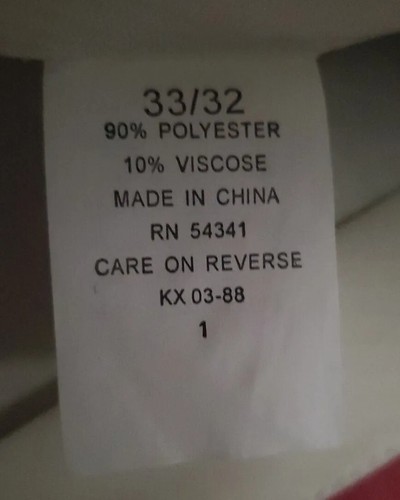 33/32
90% POLYESTER
10% VISCOSE
MADE IN CHINA
RN 54341
CARE ON REVERSE
KX 03-88
1